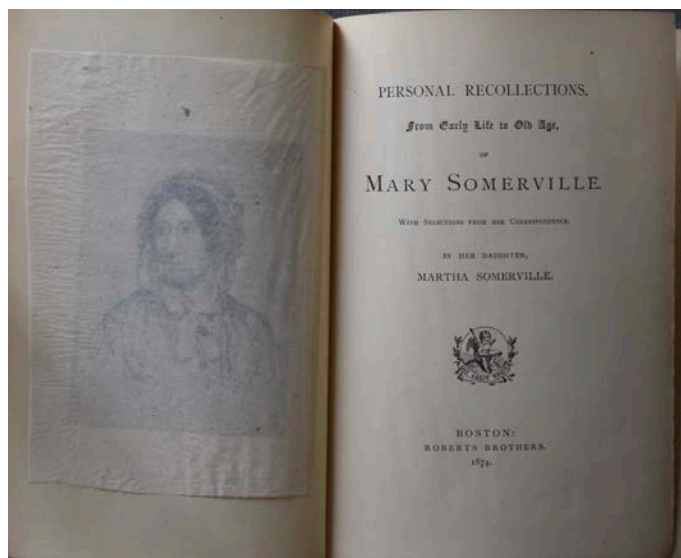 PERSONAL RECOLLECTIONS,
From Early Life to Old Age,
OF
MARY SOMERVILLE.
WITH SELECTIONS FROM HER CORRESPONDENCE.
BY HER DAUGHTER,
MARTHA SOMERVILLE.
BOSTON:
ROBERTS BROTHERS.
1874.